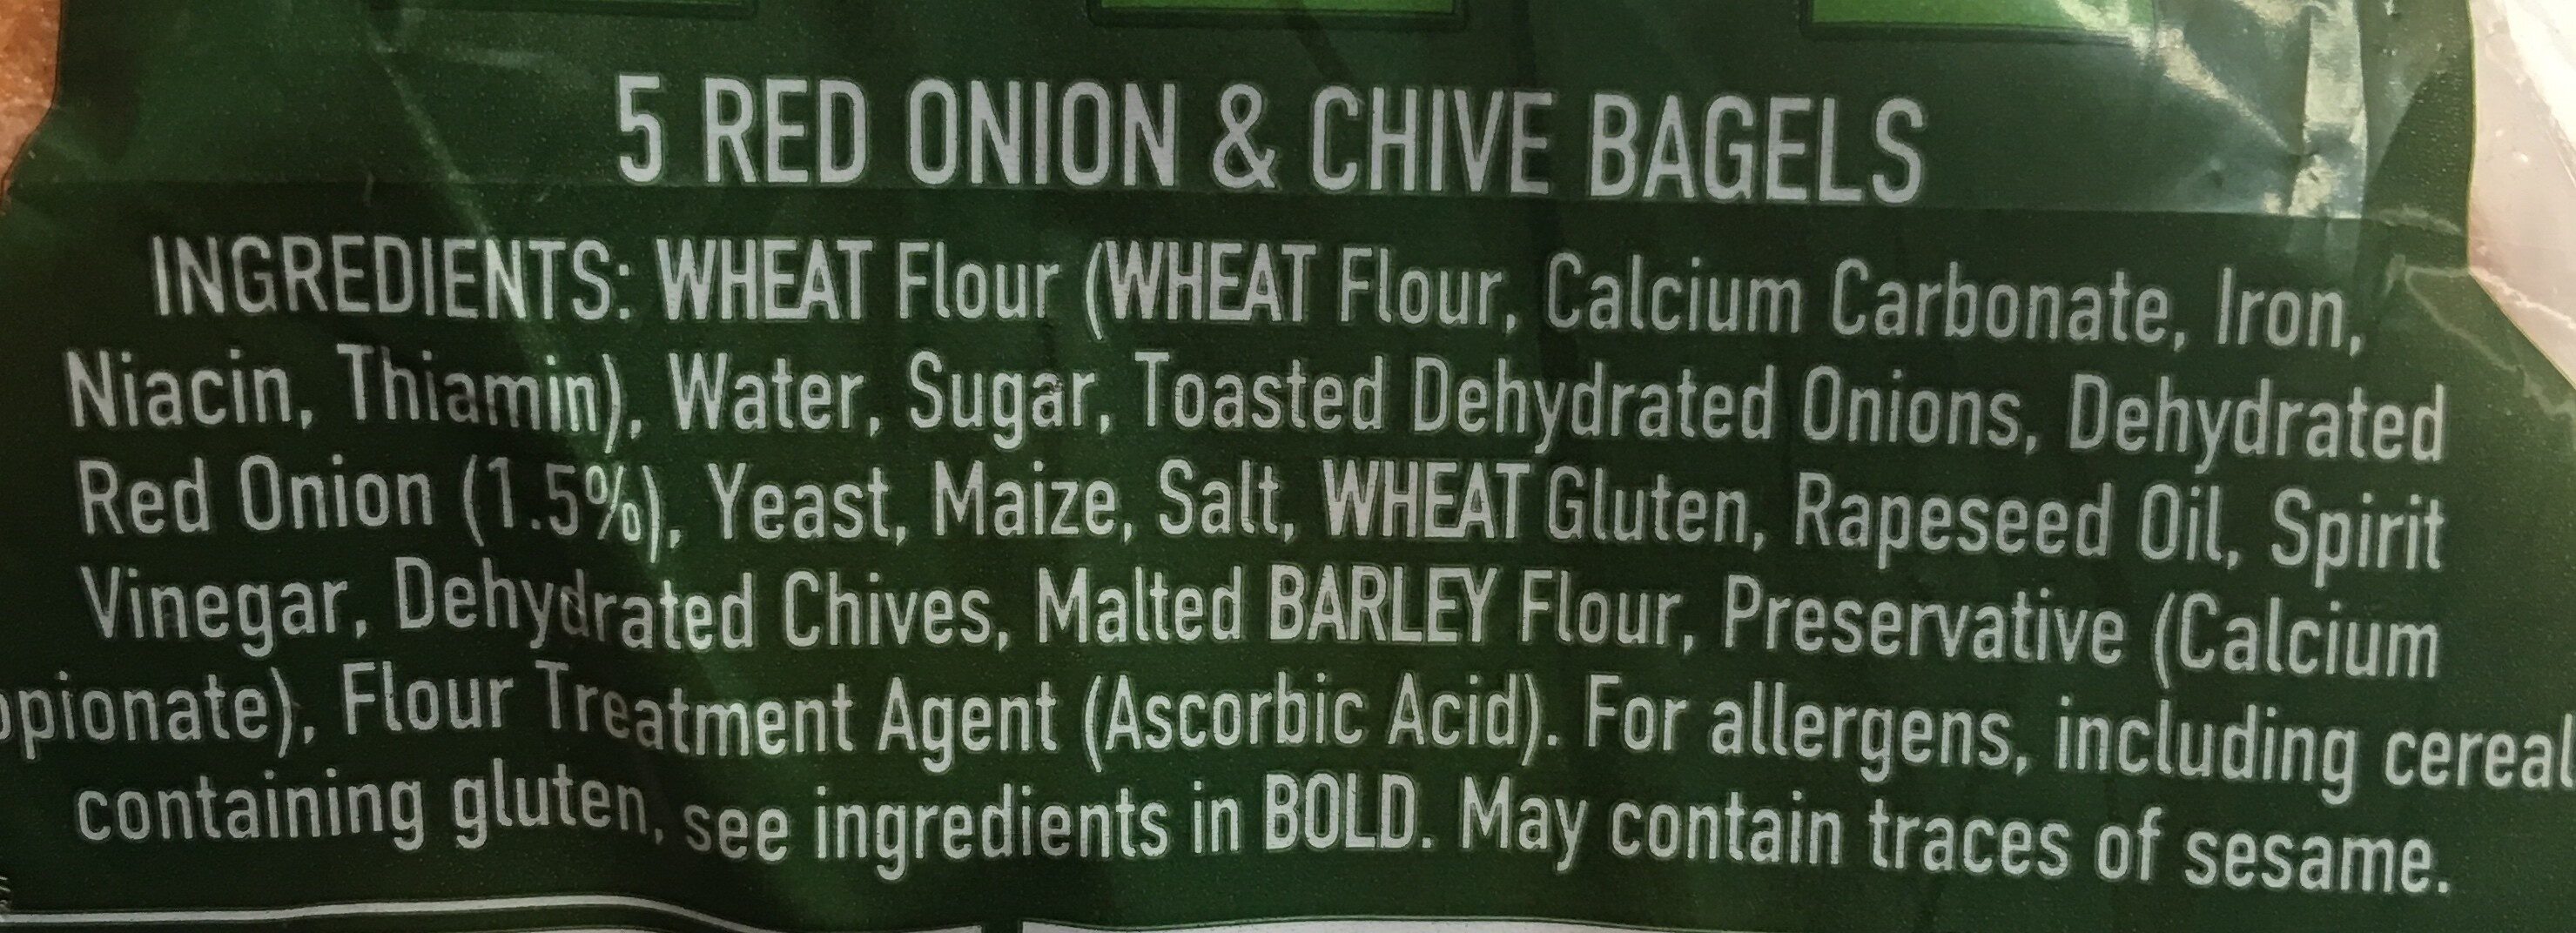 5 RED ONION & CHIVE BAGELS
INGREDIENTS: WHEAT Flour (WHEAT Flour, Calcium Carbonate, Iron,
Niacin, Thiamin), Water, Sugar, Toasted Dehydrated Onions, Dehydrated
Red Onion (1.5%), Yeast, Maize, Salt, WHEAT Gluten, Rapeseed Oil, Spirit
Vinegar, Dehydrated Chives, Malted BARLEY Flour, Preservative (Calcium
opionate), Flour Treatment Agent (Ascorbic Acid). For allergens, including cereal
containing gluten, see ingredients in BOLD. May contain traces of sesame.